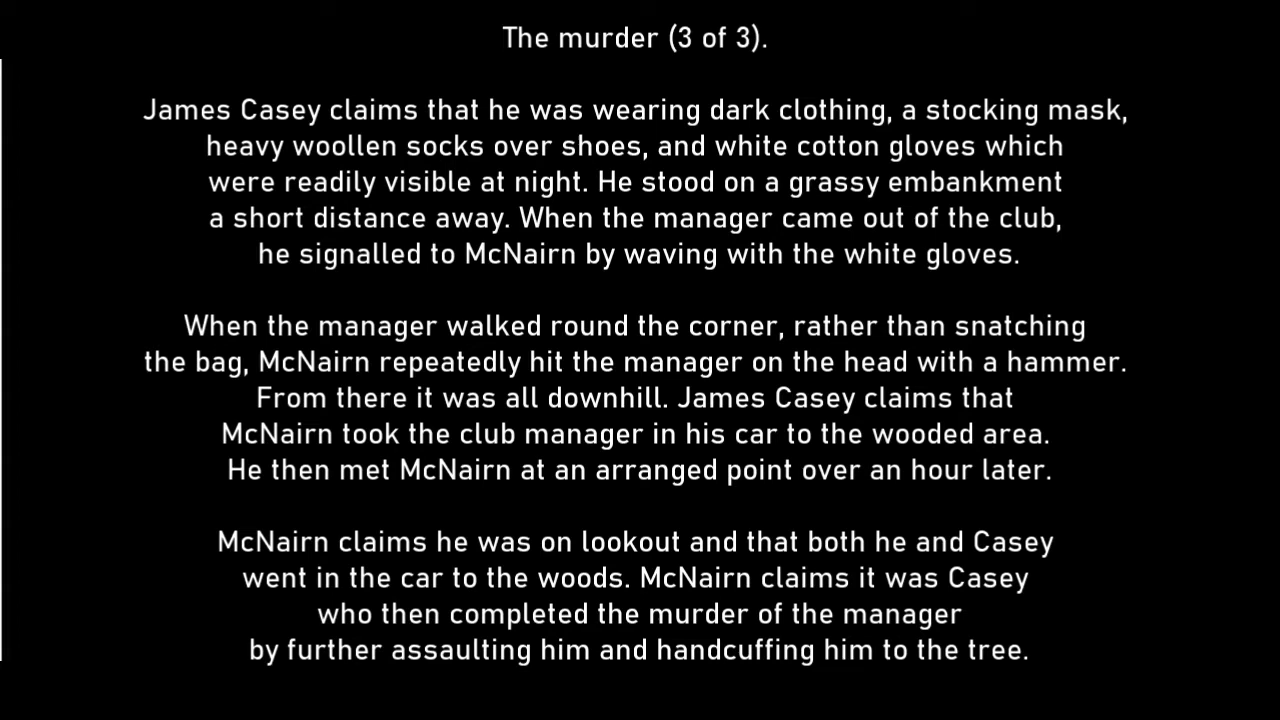 The murder (3 of 3).
James Casey claims that he was wearing dark clothing, a stocking mask,
heavy woollen socks over shoes, and white cotton gloves which
were readily visible at night. He stood on a grassy embankment
a short distance away. When the manager came out of the club,
he signalled to McNairn by waving with the white gloves.
When the manager walked round the corner, rather than snatching
the bag, McNairn repeatedly hit the manager on the head with a hammer.
From there it was all downhill. James Casey claims that
McNairn took the club manager in his car to the wooded area.
He then met McNairn at an arranged point over an hour later.
McNairn claims he was on lookout and that both he and Casey
went in the car to the woods. McNairn claims it was Casey
who then completed the murder of the manager
by further assaulting him and handcuffing him to the tree.